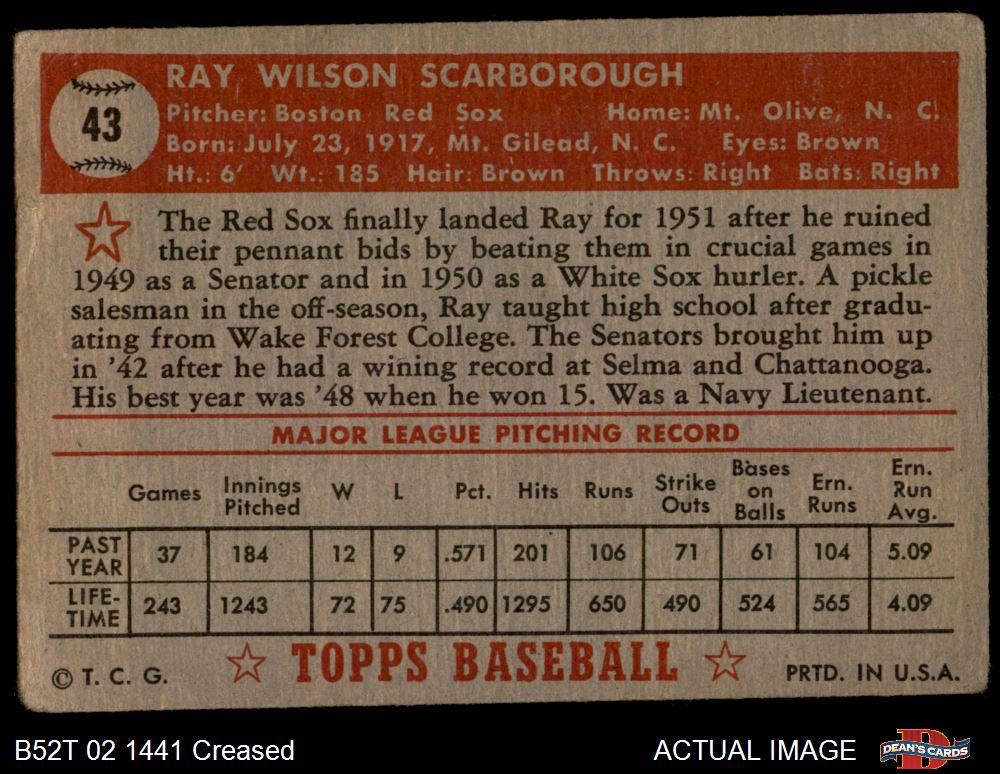 43
RAY WILSON SCARBOROUGH
Pitcher: Boston Red Sox Home: Mt. Olive, N. C.
Born: July 23, 1917, Mt. Gilead, N. C. Eyes: Brown
Ht.: 6' Wt.: 185 Hair: Brown Throws: Right Bats: Right
The Red Sox finally landed Ray for 1951 after he ruined
their pennant bids by beating them in crucial games in
1949 as a Senator and in 1950 as a White Sox hurler. A pickle
salesman in the off-season, Ray taught high school after gradu-
ating from Wake Forest College. The Senators brought him up
in '42 after he had a wining record at Selma and Chattanooga.
His best year was '48 when he won 15. Was a Navy Lieutenant.
MAJOR LEAGUE PITCHING RECORD
Games Innings Pitched W L Pct. Hits Runs Strike Outs Bases on Balls Ern. Runs Ern. Run Avg.
PAST YEAR 37 184 12 9 .571 201 106 71 61 104 5.09
LIFE-TIME 243 1243 72 75 .490 1295 650 490 524 565 4.09
© T. C. G. TOPPS BASEBALL PRTD. IN U.S.A.
B52T 02 1441 Creased ACTUAL IMAGE DEAN'S CARDS